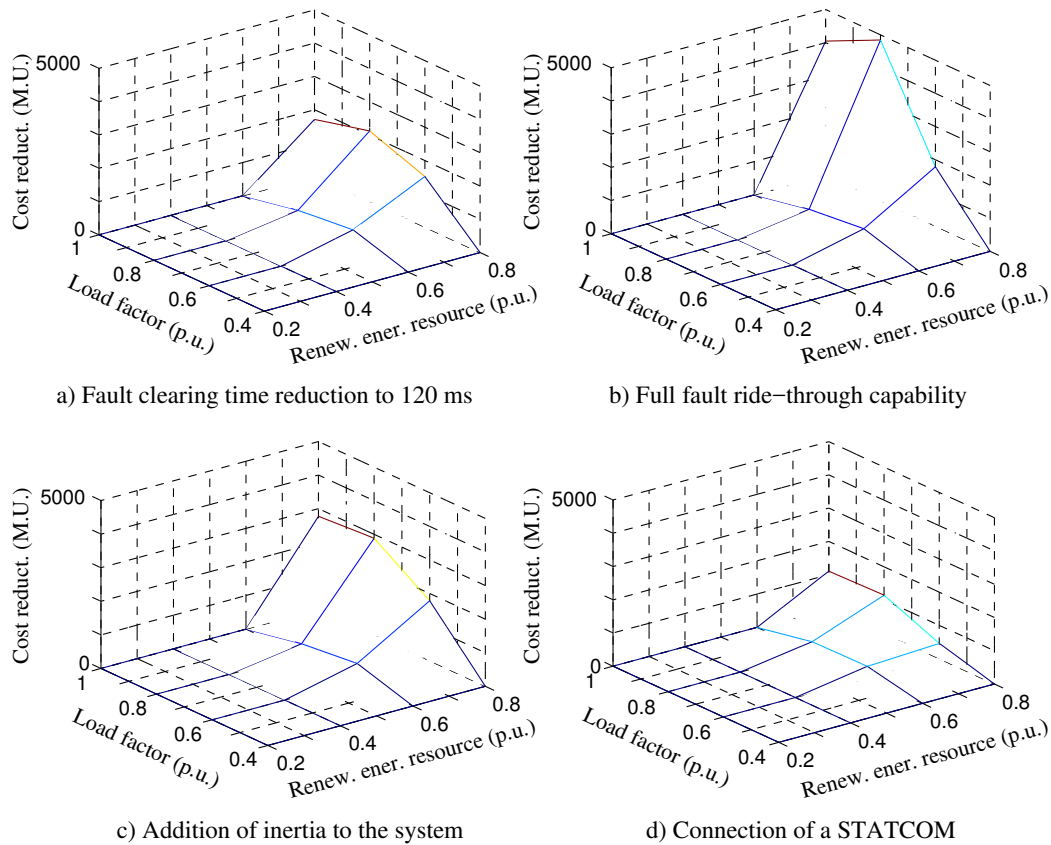 5000
Cost reduct. (M.U.)
0
1
0.8
0.6
0.4
Load factor (p.u.)
0.2
0.4
0.6
0.8
Renew. ener. resource (p.u.)
a) Fault clearing time reduction to 120 ms
5000
Cost reduct. (M.U.)
0
1
0.8
0.6
0.4
Load factor (p.u.)
0.2
0.4
0.6
0.8
Renew. ener. resource (p.u.)
b) Full fault ride−through capability
5000
Cost reduct. (M.U.)
0
1
0.8
0.6
0.4
Load factor (p.u.)
0.2
0.4
0.6
0.8
Renew. ener. resource (p.u.)
c) Addition of inertia to the system
5000
Cost reduct. (M.U.)
0
1
0.8
0.6
0.4
Load factor (p.u.)
0.2
0.4
0.6
0.8
Renew. ener. resource (p.u.)
d) Connection of a STATCOM